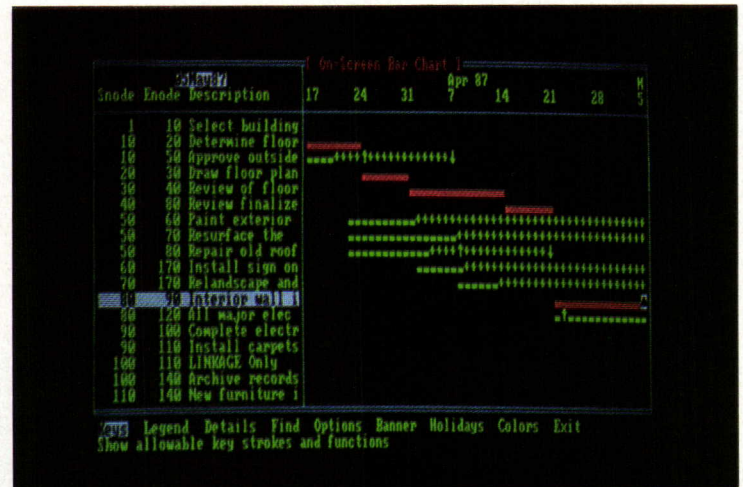 On-Screen Bar Chart
05May87 Apr 87 M
Snode Enode Description 17 24 31 7 14 21 28 5
1 10 Select building
10 20 Determine floor
10 50 Approve outside
20 30 Draw floor plan
30 40 Review of floor
40 80 Review finalize
50 60 Paint exterior
50 70 Resurface the
50 80 Repair old roof
60 170 Install sign on
70 170 Relandscape and
80 90 Interior wall i
80 120 All major elec
90 100 Complete electr
90 110 Install carpets
100 110 LINKAGE Only
100 140 Archive records
110 140 New furniture i
Keys Legend Details Find Options Banner Holidays Colors Exit
Show allowable key strokes and functions